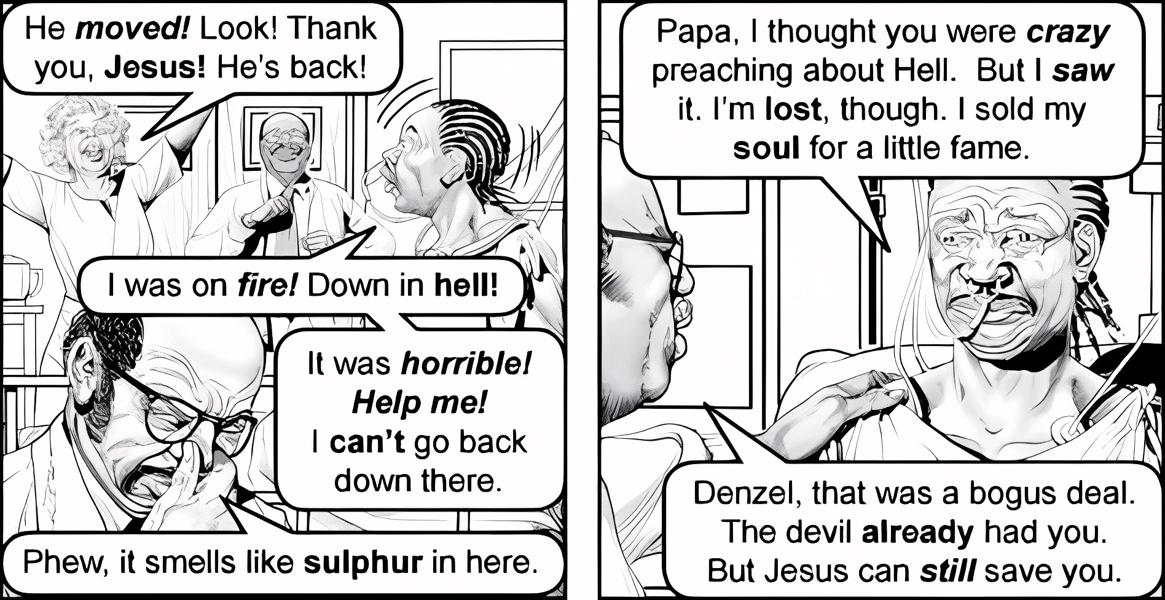 He moved! Look! Thank
you, Jesus! He's back!
I was on fire! Down in hell!
It was horrible!
Help me!
I can't go back
down there.
Phew, it smells like sulphur in here.
Papa, I thought you were crazy
preaching about Hell. But I saw
it. I'm lost, though. I sold my
soul for a little fame.
Denzel, that was a bogus deal.
The devil already had you.
But Jesus can still save you.